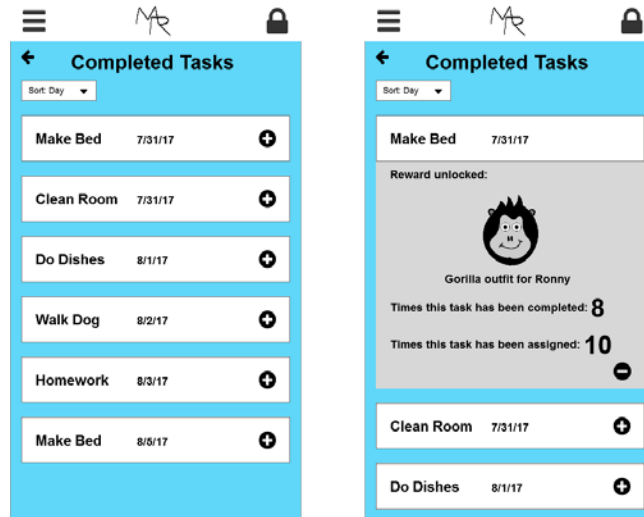 MAR
Completed Tasks
Sort: Day
Make Bed 7/31/17
Clean Room 7/31/17
Do Dishes 8/1/17
Walk Dog 8/2/17
Homework 8/3/17
Make Bed 8/5/17
MAR
Completed Tasks
Sort: Day
Make Bed 7/31/17
Reward unlocked:
Gorilla outfit for Ronny
Times this task has been completed: 8
Times this task has been assigned: 10
Clean Room 7/31/17
Do Dishes 8/1/17